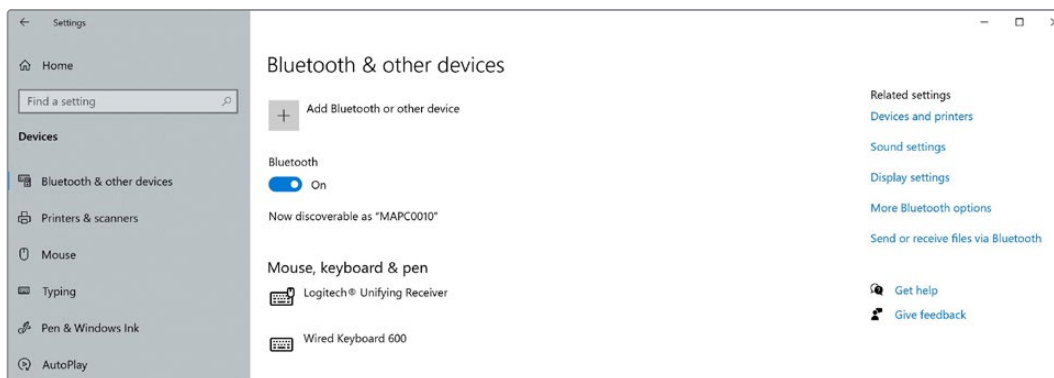 Settings
Home
Find a setting
Devices
Bluetooth & other devices
Printers & scanners
Mouse
Typing
Pen & Windows Ink
AutoPlay
Bluetooth & other devices
Add Bluetooth or other device
Bluetooth
On
Now discoverable as “MAPC0010”
Mouse, keyboard & pen
Logitech® Unifying Receiver
Wired Keyboard 600
Related settings
Devices and printers
Sound settings
Display settings
More Bluetooth options
Send or receive files via Bluetooth
Get help
Give feedback